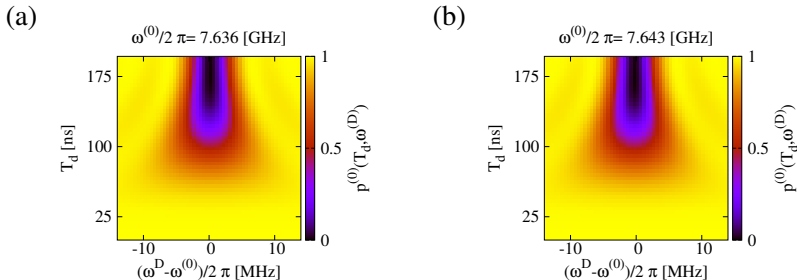 (a)
ω^(0)/2 π= 7.636 [GHz]
T_d [ns]
175
100
25
-10 0 10
(ω^D-ω^(0))/2 π [MHz]
1
0.5
0
p^(0)(T_d,ω^(D))
(b)
ω^(0)/2 π= 7.643 [GHz]
T_d [ns]
175
100
25
-10 0 10
(ω^D-ω^(0))/2 π [MHz]
1
0.5
0
p^(0)(T_d,ω^(D))